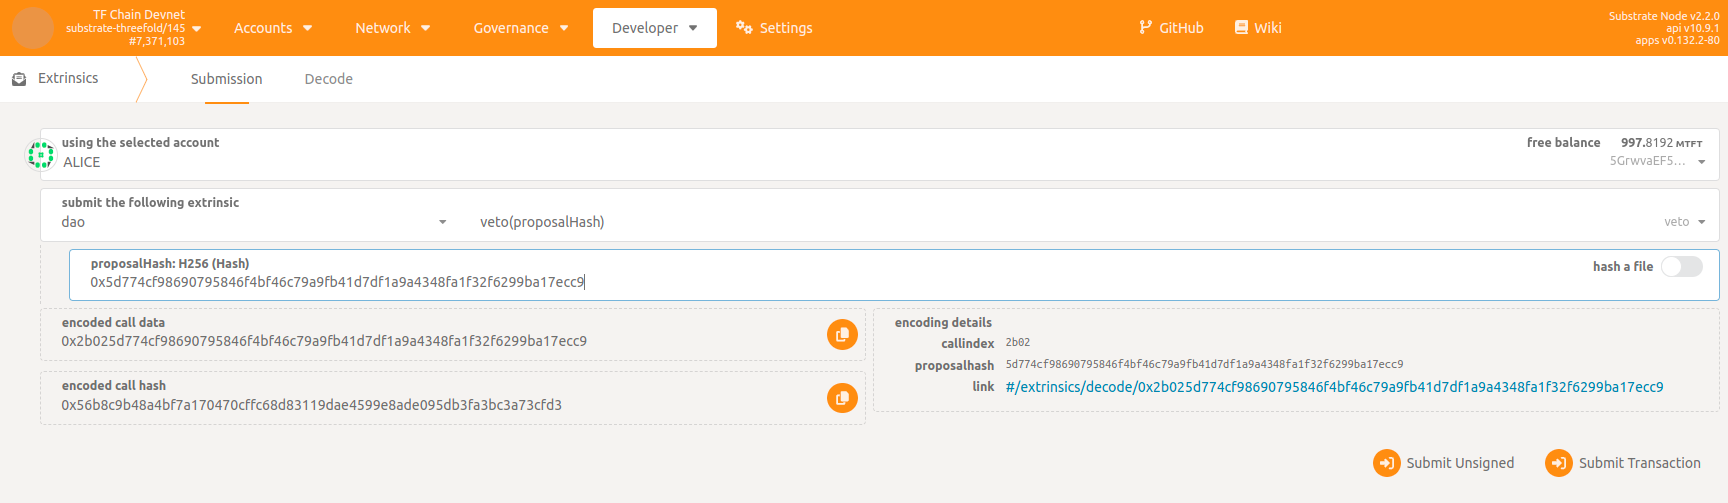 TF Chain Devnet
substrate-threefold/145
#7,371,103
Accounts
Network
Governance
Developer
Settings
GitHub
Wiki
Substrate Node v2.2.0
api v10.9.1
apps v0.132.2-80
Extrinsics
Submission
Decode
using the selected account
ALICE
free balance 997.8192 MTFT
5GrwvaEF5...
submit the following extrinsic
dao
veto(proposalHash)
veto
proposalHash: H256 (Hash)
0x5d774cf98690795846f4bf46c79a9fb41d7df1a9a4348fa1f32f6299ba17ecc9
hash a file
encoded call data
0x2b025d774cf98690795846f4bf46c79a9fb41d7df1a9a4348fa1f32f6299ba17ecc9
encoded call hash
0x56b8c9b48a4bf7a170470cffc68d83119dae4599e8ade095db3fa3bc3a73cfd3
encoding details
callindex 2b02
proposalhash 5d774cf98690795846f4bf46c79a9fb41d7df1a9a4348fa1f32f6299ba17ecc9
link #/extrinsics/decode/0x2b025d774cf98690795846f4bf46c79a9fb41d7df1a9a4348fa1f32f6299ba17ecc9
Submit Unsigned
Submit Transaction